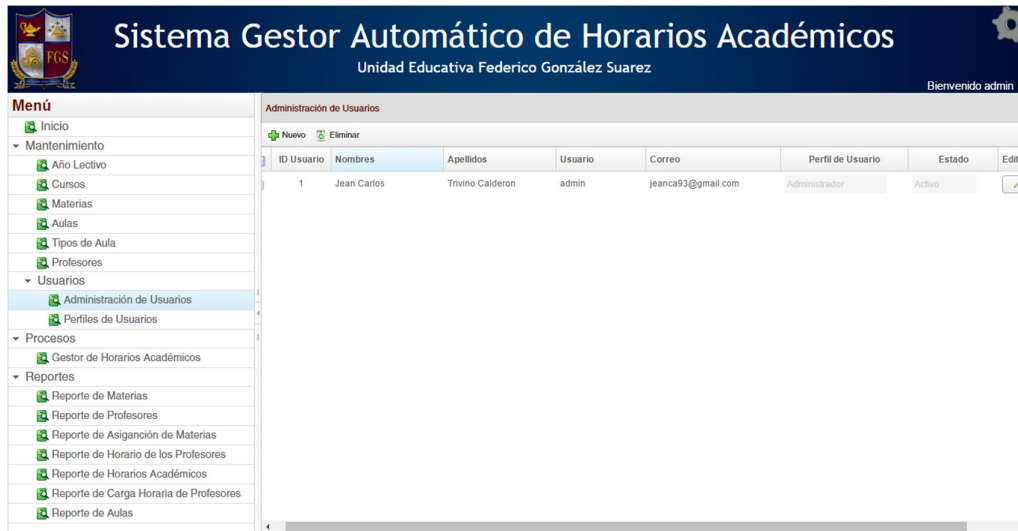 FGS
Sistema Gestor Automático de Horarios Académicos
Unidad Educativa Federico González Suarez
Bienvenido admin
Menú
Inicio
Mantenimiento
Año Lectivo
Cursos
Materias
Aulas
Tipos de Aula
Profesores
Usuarios
Administración de Usuarios
Perfiles de Usuarios
Procesos
Gestor de Horarios Académicos
Reportes
Reporte de Materias
Reporte de Profesores
Reporte de Asiganción de Materias
Reporte de Horario de los Profesores
Reporte de Horarios Académicos
Reporte de Carga Horaria de Profesores
Reporte de Aulas
Administración de Usuarios
Nuevo Eliminar
ID Usuario Nombres Apellidos Usuario Correo Perfil de Usuario Estado Edit
1 Jean Carlos Trivino Calderon admin jeanca93@gmail.com Administrador Activo